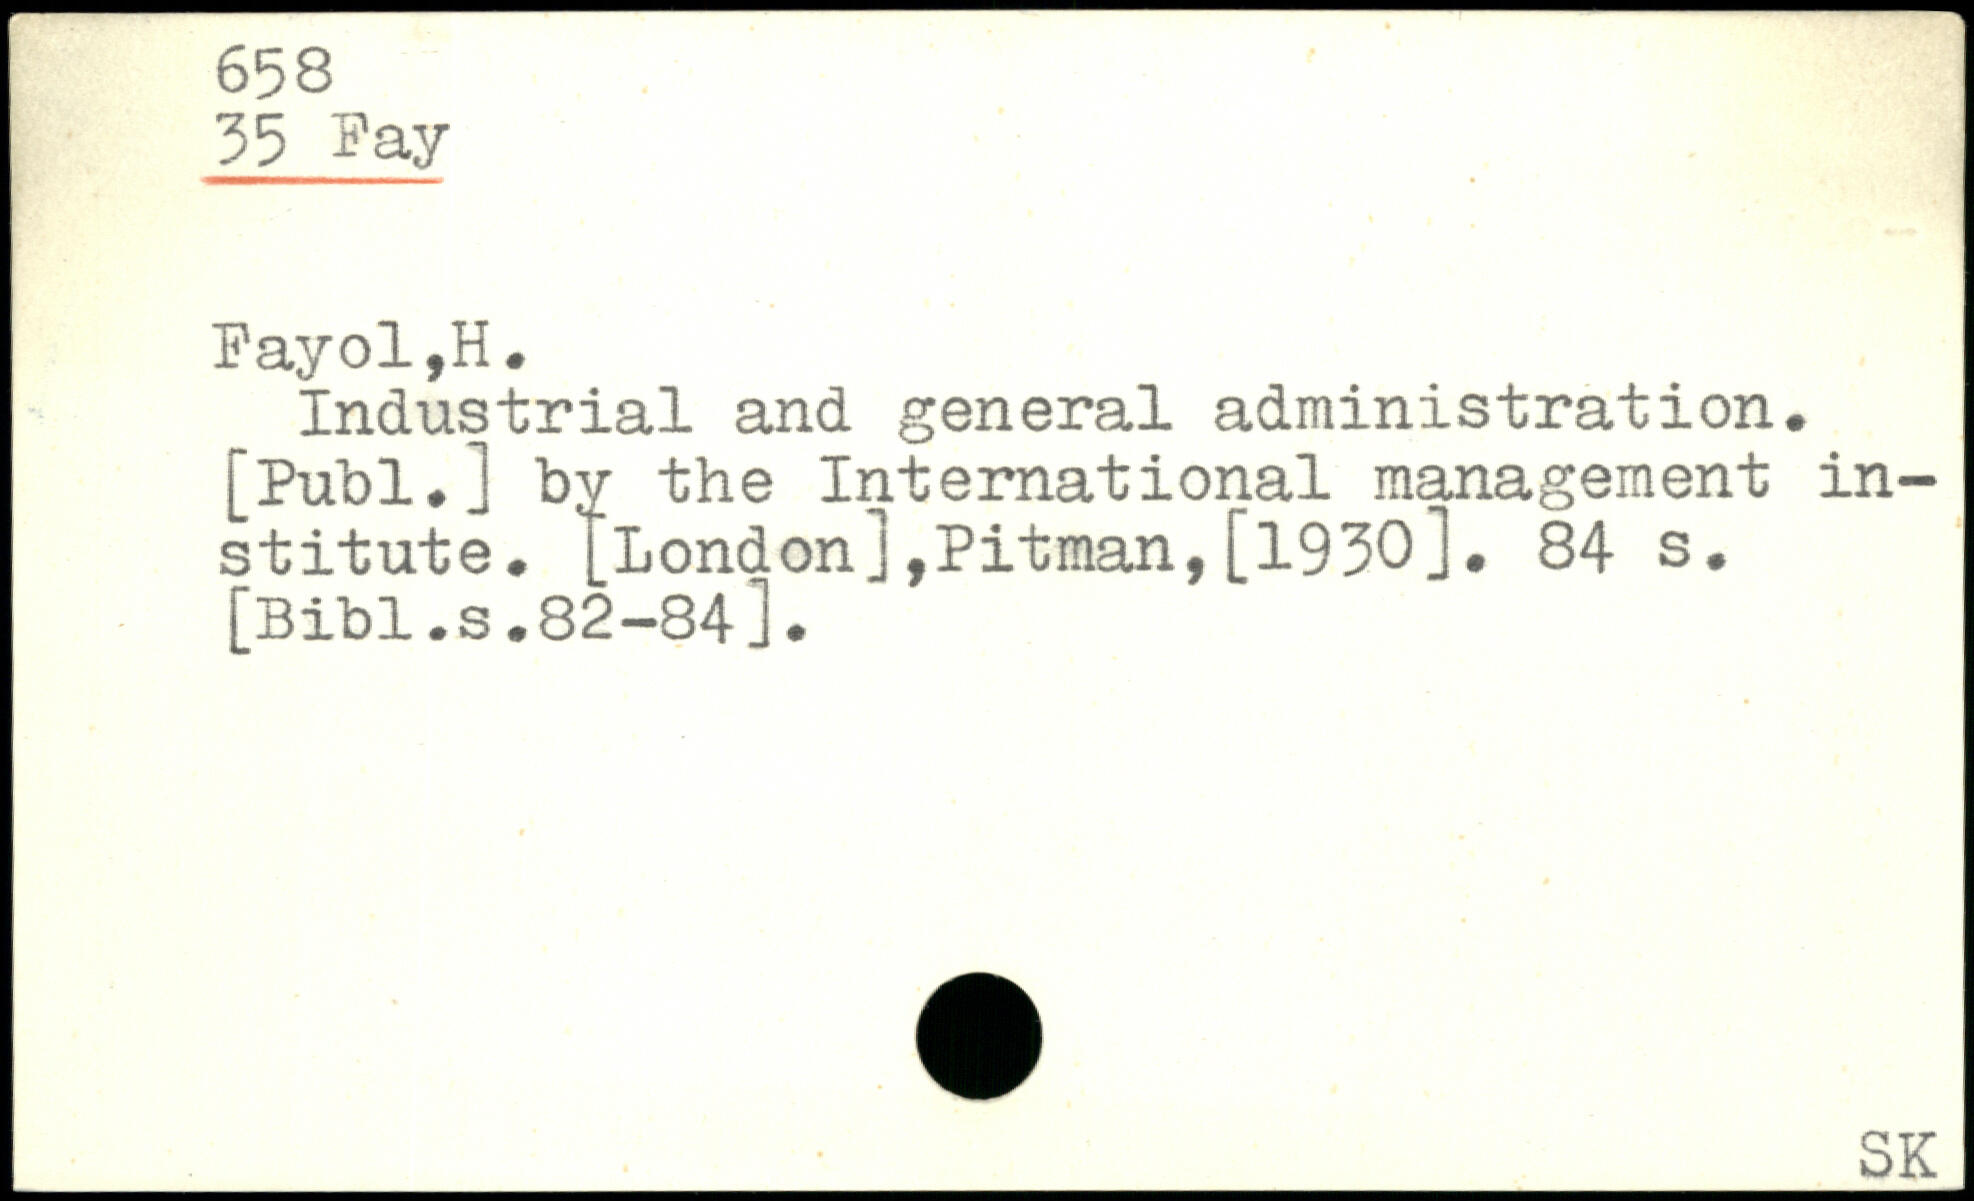 658
35 Fay
Fayol,H.
Industrial and general administration.
[Publ.] by the International management in-
stitute. [London],Pitman,[1930]. 84 s.
[Bibl.s.82-84].
SK